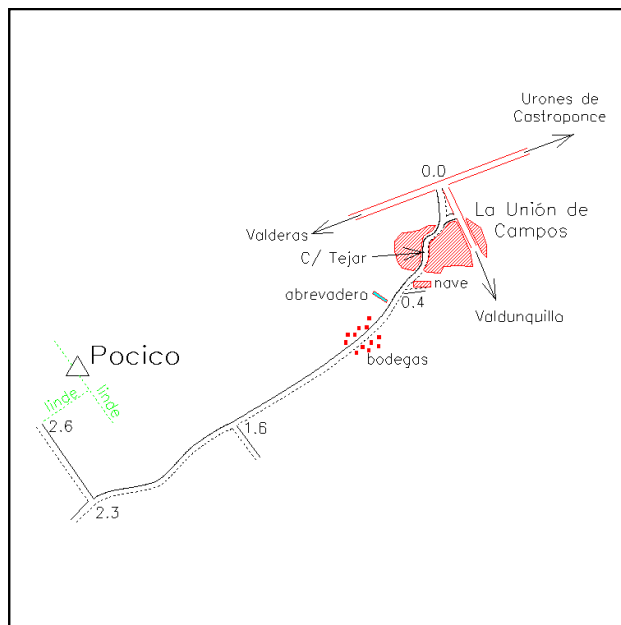 Urones de
Castroponce
0.0
La Unión de
Campos
Valderas
C/ Tejar
nave
abrevadero
0.4
Valdunquillo
bodegas
Pocico
linde
linde
2.6
1.6
2.3